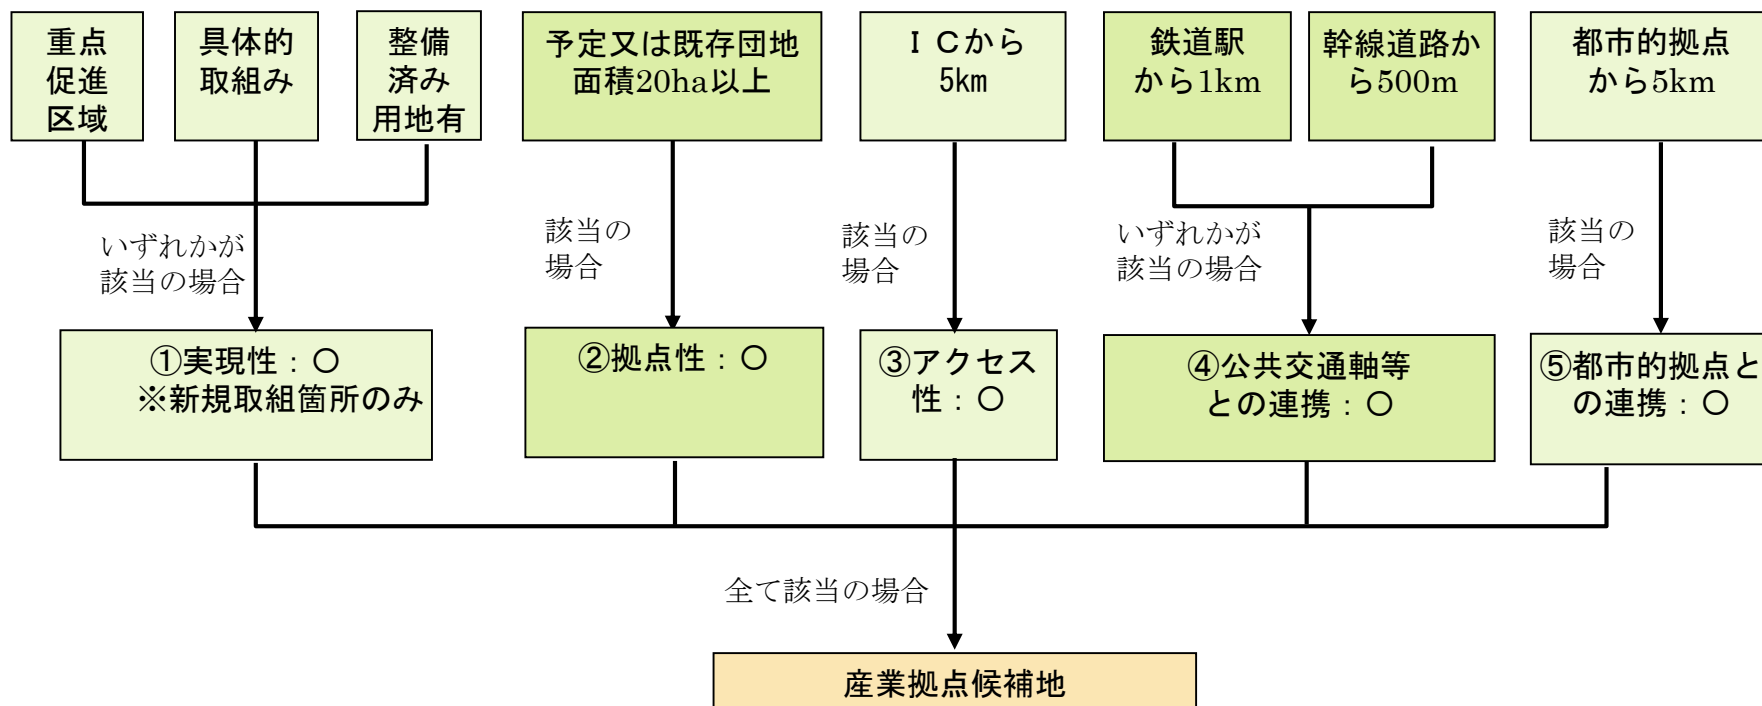 重点
促進
区域
具体的
取組み
整備
済み
用地有
予定又は既存団地
面積20ha以上
ＩＣから
5km
鉄道駅
から1km
幹線道路か
ら500m
都市的拠点
から5km
いずれかが
該当の場合
該当の
場合
該当の
場合
いずれかが
該当の場合
該当の
場合
①実現性：〇
※新規取組箇所のみ
②拠点性：〇
③アクセス
性：〇
④公共交通軸等
との連携：〇
⑤都市的拠点と
の連携：〇
全て該当の場合
産業拠点候補地